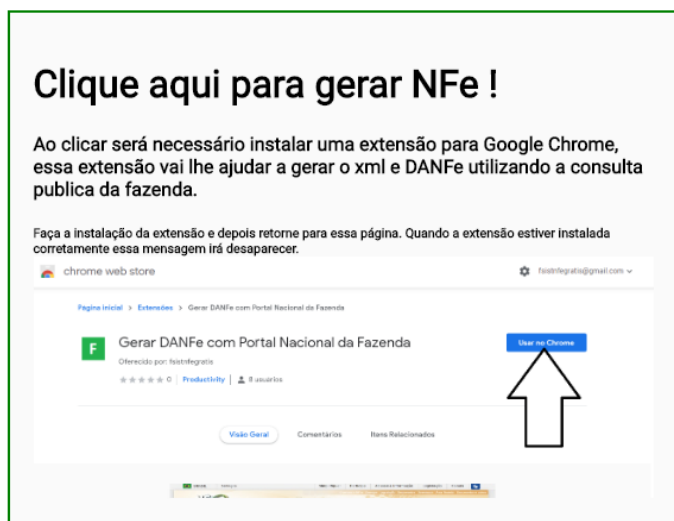 Clique aqui para gerar NFe !
Ao clicar será necessário instalar uma extensão para Google Chrome,
essa extensão vai lhe ajudar a gerar o xml e DANFe utilizando a consulta
publica da fazenda.
Faça a instalação da extensão e depois retorne para essa página. Quando a extensão estiver instalada
corretamente essa mensagem irá desaparecer.
chrome web store
fsistnfegratis@gmail.com
Página inicial > Extensões > Gerar DANFe com Portal Nacional da Fazenda
F
Gerar DANFe com Portal Nacional da Fazenda
Usar no Chrome
Oferecido por: fsistnfegratis
0 | Productivity | 8 usuários
Visão Geral Comentários Itens Relacionados